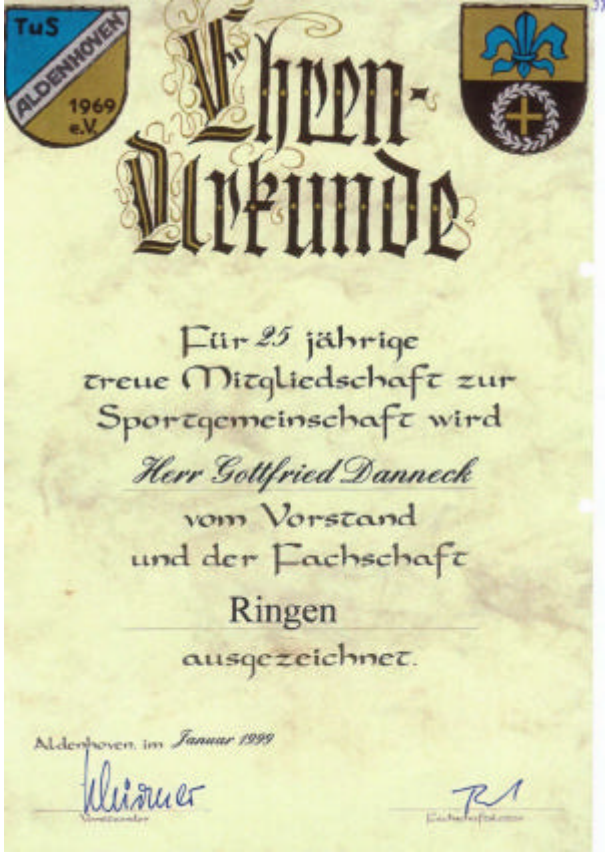 TuS
ALDENHOVEN
1969
e.V.
Ehren-
Urkunde
Für 25 jährige
treue Mitgliedschaft zur
Sportgemeinschaft wird
Herr Gottfried Danneck
vom Vorstand
und der Fachschaft
Ringen
ausgezeichnet.
Aldenhoven, im Januar 1999